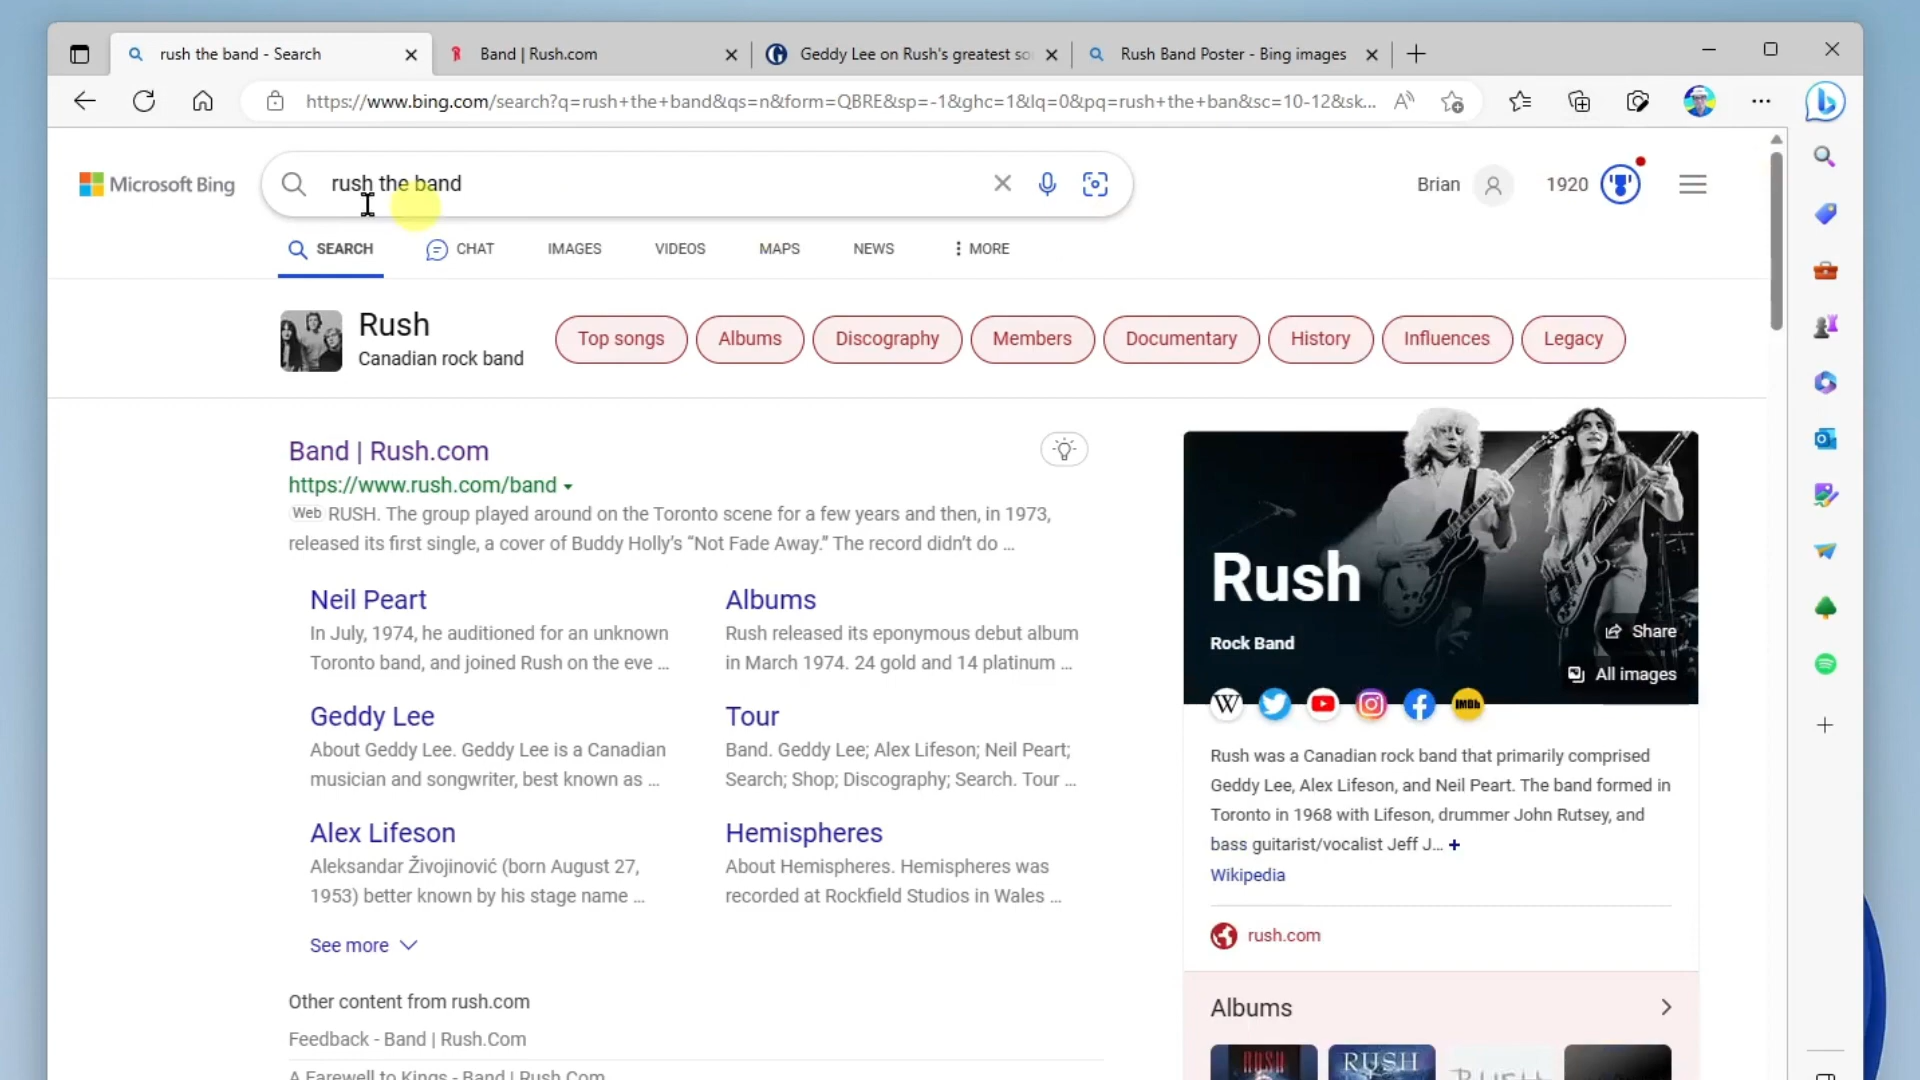 rush the band - Search
Band | Rush.com
Geddy Lee on Rush's greatest so
Rush Band Poster - Bing images
https://www.bing.com/search?q=rush+the+band&qs=n&form=QBRE&sp=-1&ghc=1&lq=0&pq=rush+the+ban&sc=10-12&sk...
Microsoft Bing
rush the band
Brian
1920
SEARCH
CHAT
IMAGES
VIDEOS
MAPS
NEWS
MORE
Rush
Canadian rock band
Top songs
Albums
Discography
Members
Documentary
History
Influences
Legacy
Band | Rush.com
https://www.rush.com/band
Web RUSH. The group played around on the Toronto scene for a few years and then, in 1973,
released its first single, a cover of Buddy Holly's “Not Fade Away.” The record didn't do ...
Neil Peart
In July, 1974, he auditioned for an unknown
Toronto band, and joined Rush on the eve ...
Albums
Rush released its eponymous debut album
in March 1974. 24 gold and 14 platinum ...
Geddy Lee
About Geddy Lee. Geddy Lee is a Canadian
musician and songwriter, best known as ...
Tour
Band. Geddy Lee; Alex Lifeson; Neil Peart;
Search; Shop; Discography; Search. Tour ...
Alex Lifeson
Aleksandar Živojinović (born August 27,
1953) better known by his stage name ...
Hemispheres
About Hemispheres. Hemispheres was
recorded at Rockfield Studios in Wales ...
See more
Other content from rush.com
Feedback - Band | Rush.Com
A Farewell to Kings - Band | Rush.Com
Rush
Rock Band
Share
All images
W
IMDb
Rush was a Canadian rock band that primarily comprised
Geddy Lee, Alex Lifeson, and Neil Peart. The band formed in
Toronto in 1968 with Lifeson, drummer John Rutsey, and
bass guitarist/vocalist Jeff J... +
Wikipedia
rush.com
Albums
RUSH
RUSH
RUSH